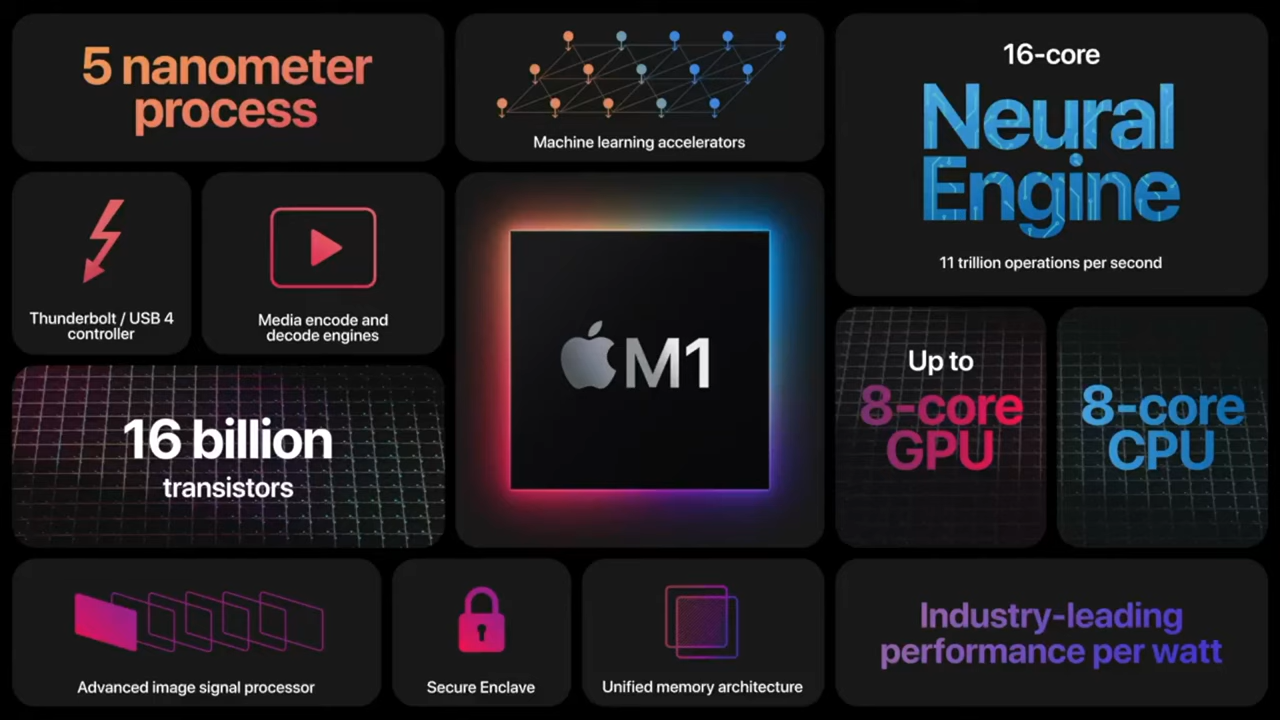 5 nanometer
process
Machine learning accelerators
16-core
Neural
Engine
11 trillion operations per second
Thunderbolt / USB 4
controller
Media encode and
decode engines
M1
Up to
8-core
GPU
8-core
CPU
16 billion
transistors
Advanced image signal processor
Secure Enclave
Unified memory architecture
Industry-leading
performance per watt